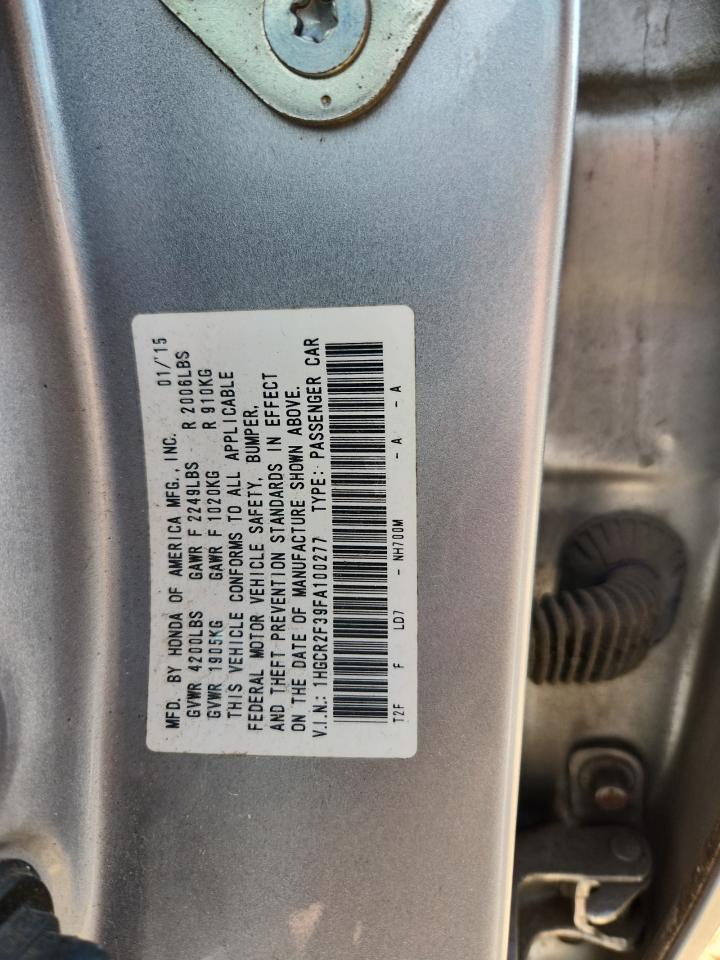 MFD. BY HONDA OF AMERICA MFG., INC. 01/'15
GVWR 4200LBS GAWR F 2249LBS R 2006LBS
GVWR 1905KG GAWR F 1020KG R 910KG
THIS VEHICLE CONFORMS TO ALL APPLICABLE
FEDERAL MOTOR VEHICLE SAFETY, BUMPER,
AND THEFT PREVENTION STANDARDS IN EFFECT
ON THE DATE OF MANUFACTURE SHOWN ABOVE.
V.I.N.: 1HGCR2F39FA100277 TYPE: PASSENGER CAR
T2F F LD7 - NH700M - A - A